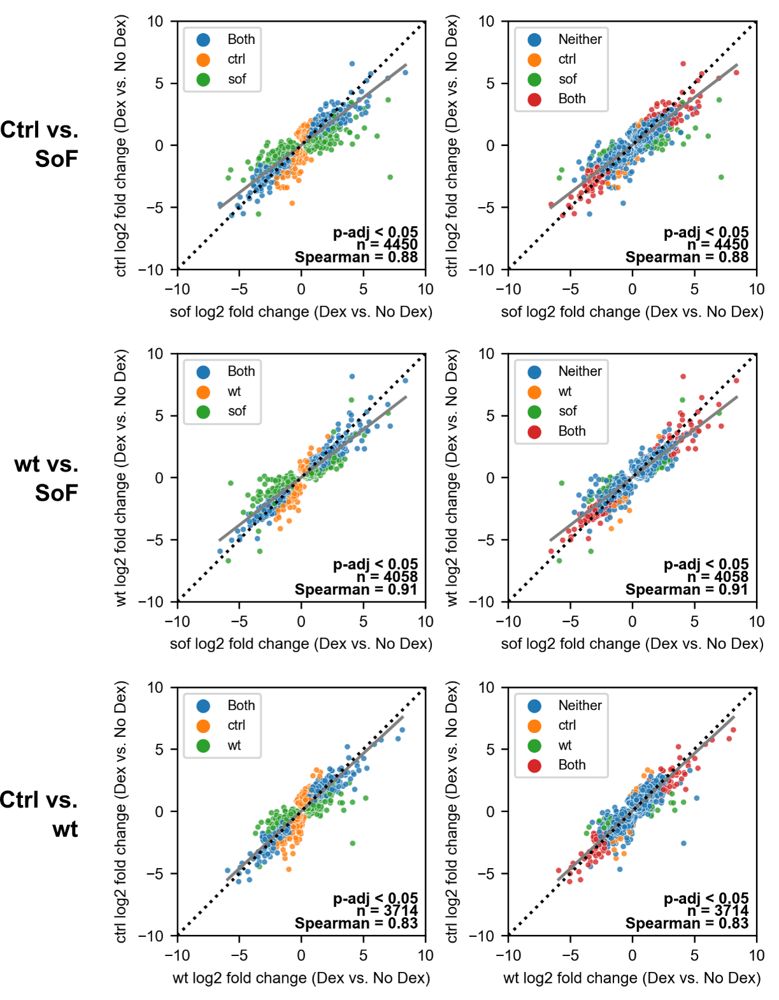 Ctrl vs.
SoF
ctrl log2 fold change (Dex vs. No Dex)
10
5
0
−5
−10
Both
ctrl
sof
p-adj < 0.05
n = 4450
Spearman = 0.88
−10 −5 0 5 10
sof log2 fold change (Dex vs. No Dex)
ctrl log2 fold change (Dex vs. No Dex)
10
5
0
−5
−10
Neither
ctrl
sof
Both
p-adj < 0.05
n = 4450
Spearman = 0.88
−10 −5 0 5 10
sof log2 fold change (Dex vs. No Dex)
wt vs.
SoF
wt log2 fold change (Dex vs. No Dex)
10
5
0
−5
−10
Both
wt
sof
p-adj < 0.05
n = 4058
Spearman = 0.91
−10 −5 0 5 10
sof log2 fold change (Dex vs. No Dex)
wt log2 fold change (Dex vs. No Dex)
10
5
0
−5
−10
Neither
wt
sof
Both
p-adj < 0.05
n = 4058
Spearman = 0.91
−10 −5 0 5 10
sof log2 fold change (Dex vs. No Dex)
Ctrl vs.
wt
ctrl log2 fold change (Dex vs. No Dex)
10
5
0
−5
−10
Both
ctrl
wt
p-adj < 0.05
n = 3714
Spearman = 0.83
−10 −5 0 5 10
wt log2 fold change (Dex vs. No Dex)
ctrl log2 fold change (Dex vs. No Dex)
10
5
0
−5
−10
Neither
ctrl
wt
Both
p-adj < 0.05
n = 3714
Spearman = 0.83
−10 −5 0 5 10
wt log2 fold change (Dex vs. No Dex)